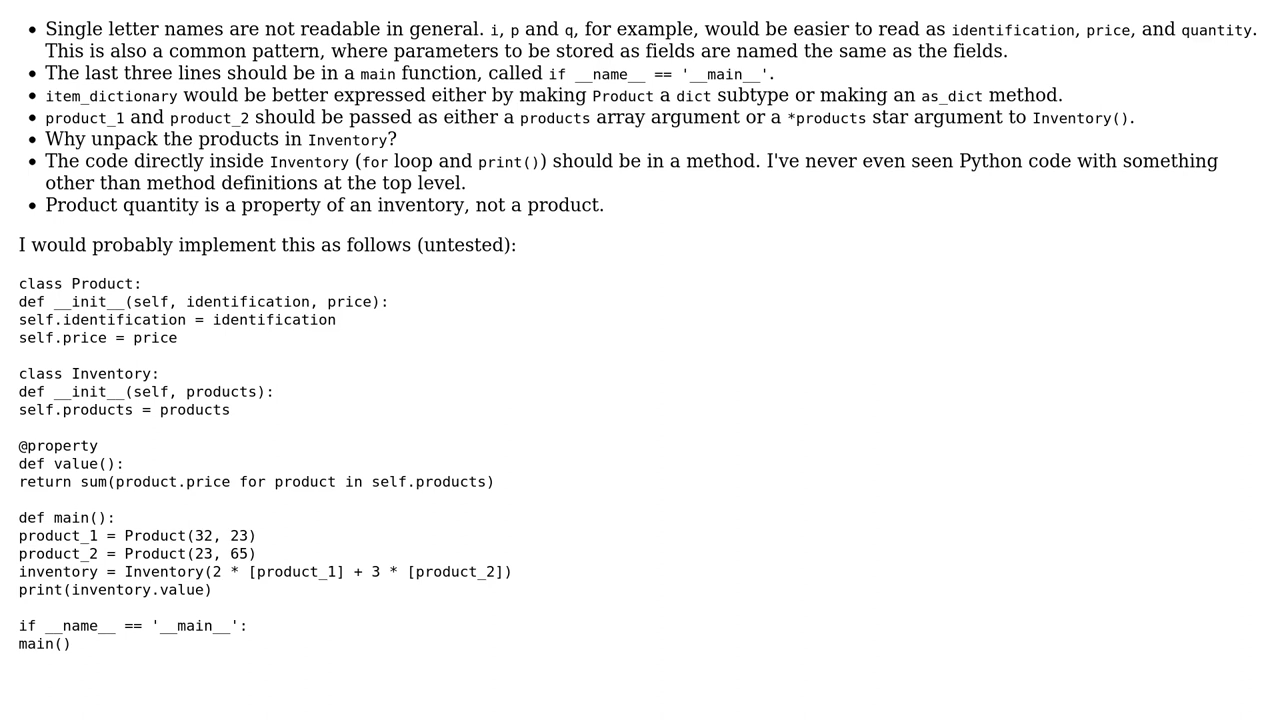 • Single letter names are not readable in general. i, p and q, for example, would be easier to read as identification, price, and quantity.
This is also a common pattern, where parameters to be stored as fields are named the same as the fields.
• The last three lines should be in a main function, called if __name__ == '__main__'.
• item_dictionary would be better expressed either by making Product a dict subtype or making an as_dict method.
• product_1 and product_2 should be passed as either a products array argument or a *products star argument to Inventory().
• Why unpack the products in Inventory?
• The code directly inside Inventory (for loop and print()) should be in a method. I've never even seen Python code with something
other than method definitions at the top level.
• Product quantity is a property of an inventory, not a product.
I would probably implement this as follows (untested):
class Product:
def __init__(self, identification, price):
self.identification = identification
self.price = price
class Inventory:
def __init__(self, products):
self.products = products
@property
def value():
return sum(product.price for product in self.products)
def main():
product_1 = Product(32, 23)
product_2 = Product(23, 65)
inventory = Inventory(2 * [product_1] + 3 * [product_2])
print(inventory.value)
if __name__ == '__main__':
main()